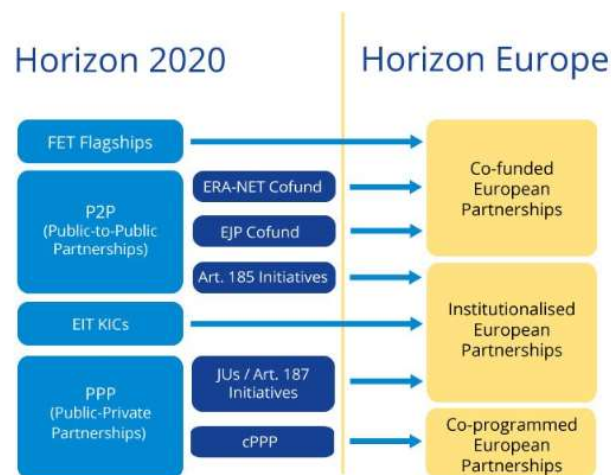 Horizon 2020
Horizon Europe
FET Flagships
P2P
(Public-to-Public
Partnerships)
ERA-NET Cofund
EJP Cofund
Art. 185 Initiatives
EIT KICs
PPP
(Public-Private
Partnerships)
JUs / Art. 187
Initiatives
cPPP
Co-funded
European
Partnerships
Institutionalised
European
Partnerships
Co-programmed
European
Partnerships